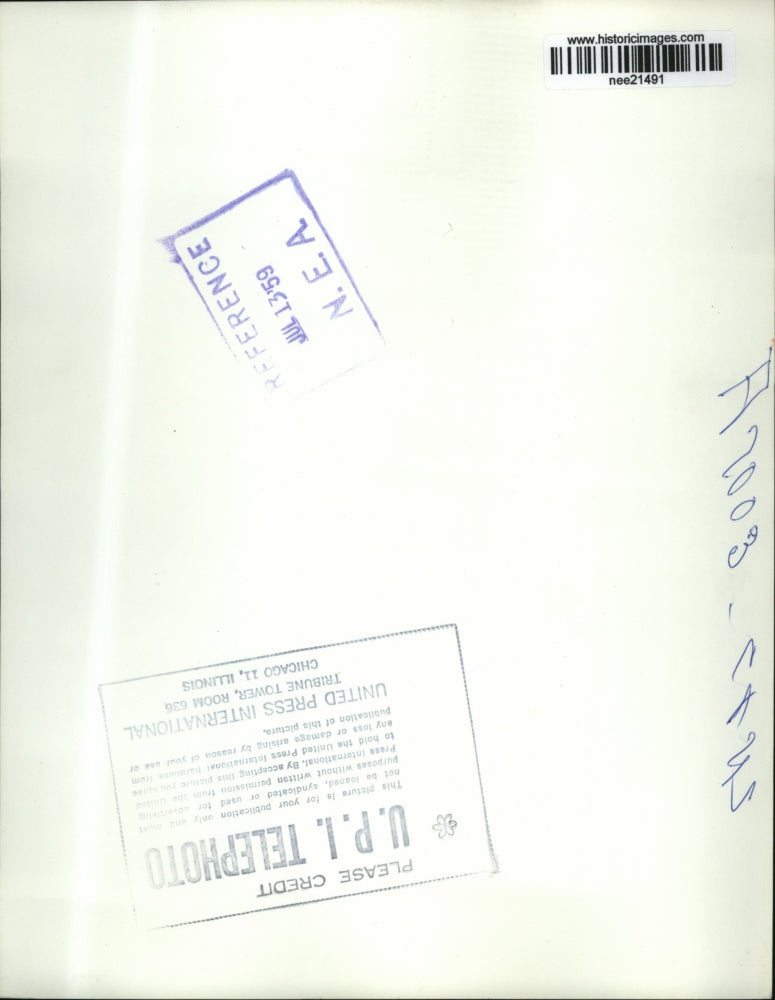 www.historicimages.com
nee21491
REFERENCE
JUL 13 '59
N. E. A.
PLEASE CREDIT
U. P. I. TELEPHOTO
This picture is for your publication only and must
not be loaned, syndicated or used for advertising
purposes without written permission from the United
Press International. By accepting this picture you agree
to hold the United Press International harmless from
any loss or damage arising by reason of your use or
publication of this picture.
UNITED PRESS INTERNATIONAL
TRIBUNE TOWER, ROOM 636
CHICAGO 11, ILLINOIS